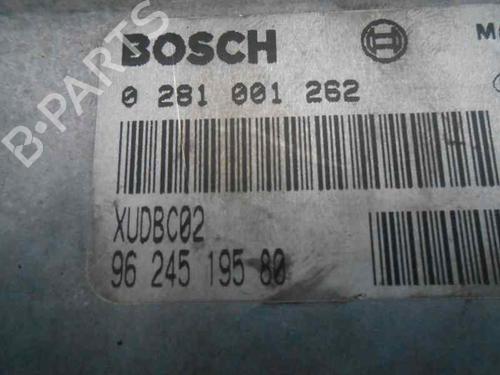 BOSCH
0 281 001 262
XUDBC02
96 245 195 80
B-PARTS